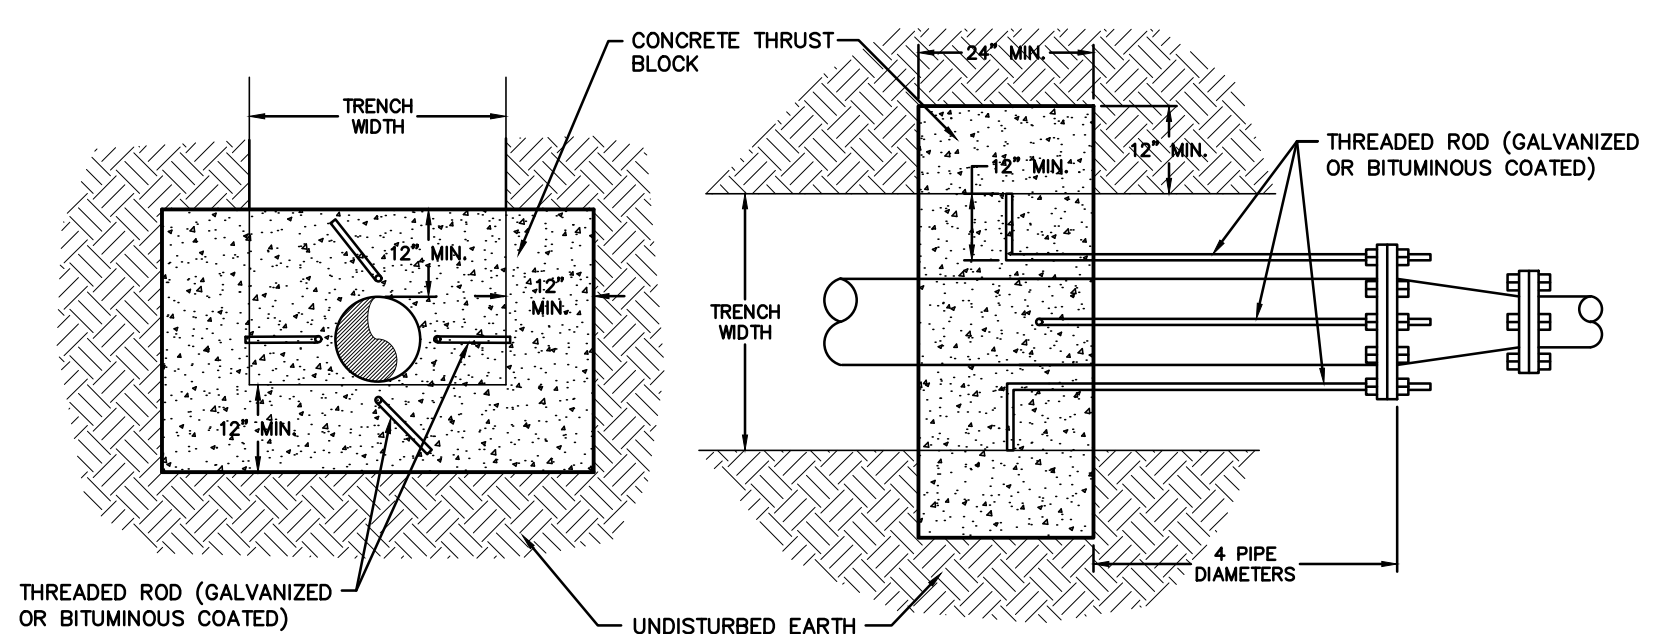 CONCRETE THRUST
BLOCK
24" MIN.
TRENCH
WIDTH
12" MIN.
THREADED ROD (GALVANIZED
OR BITUMINOUS COATED)
12" MIN.
12" MIN.
12"
MIN.
TRENCH
WIDTH
12" MIN.
4 PIPE
DIAMETERS
THREADED ROD (GALVANIZED
OR BITUMINOUS COATED)
UNDISTURBED EARTH